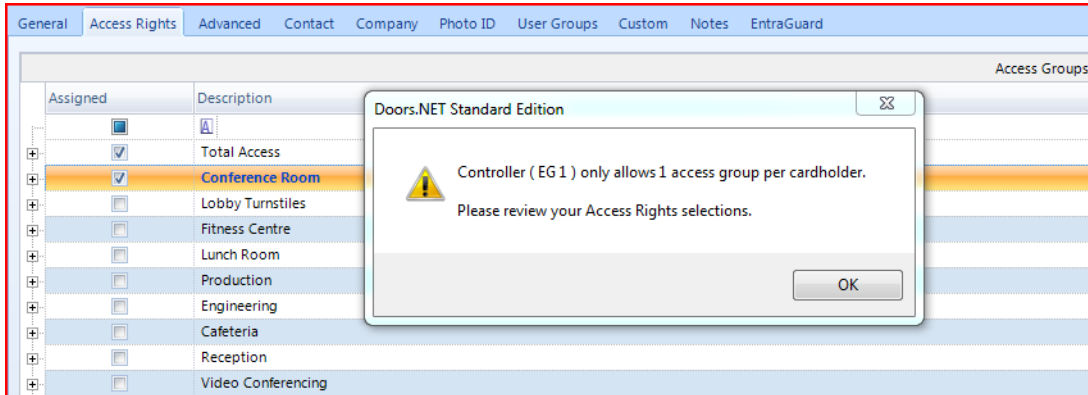 General Access Rights Advanced Contact Company Photo ID User Groups Custom Notes EntraGuard
Access Groups
Assigned Description
A
Total Access
Conference Room
Lobby Turnstiles
Fitness Centre
Lunch Room
Production
Engineering
Cafeteria
Reception
Video Conferencing
Doors.NET Standard Edition
Controller ( EG 1 ) only allows 1 access group per cardholder.
Please review your Access Rights selections.
OK